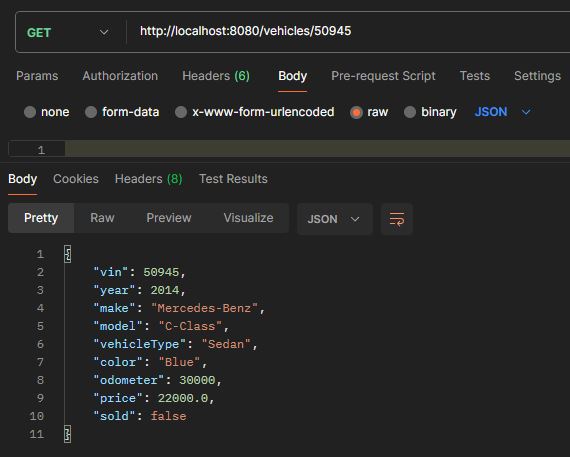 GET http://localhost:8080/vehicles/50945
Params Authorization Headers (6) Body Pre-request Script Tests Settings
none form-data x-www-form-urlencoded raw binary JSON
1
Body Cookies Headers (8) Test Results
Pretty Raw Preview Visualize JSON
1 {
2 "vin": 50945,
3 "year": 2014,
4 "make": "Mercedes-Benz",
5 "model": "C-Class",
6 "vehicleType": "Sedan",
7 "color": "Blue",
8 "odometer": 30000,
9 "price": 22000.0,
10 "sold": false
11 }